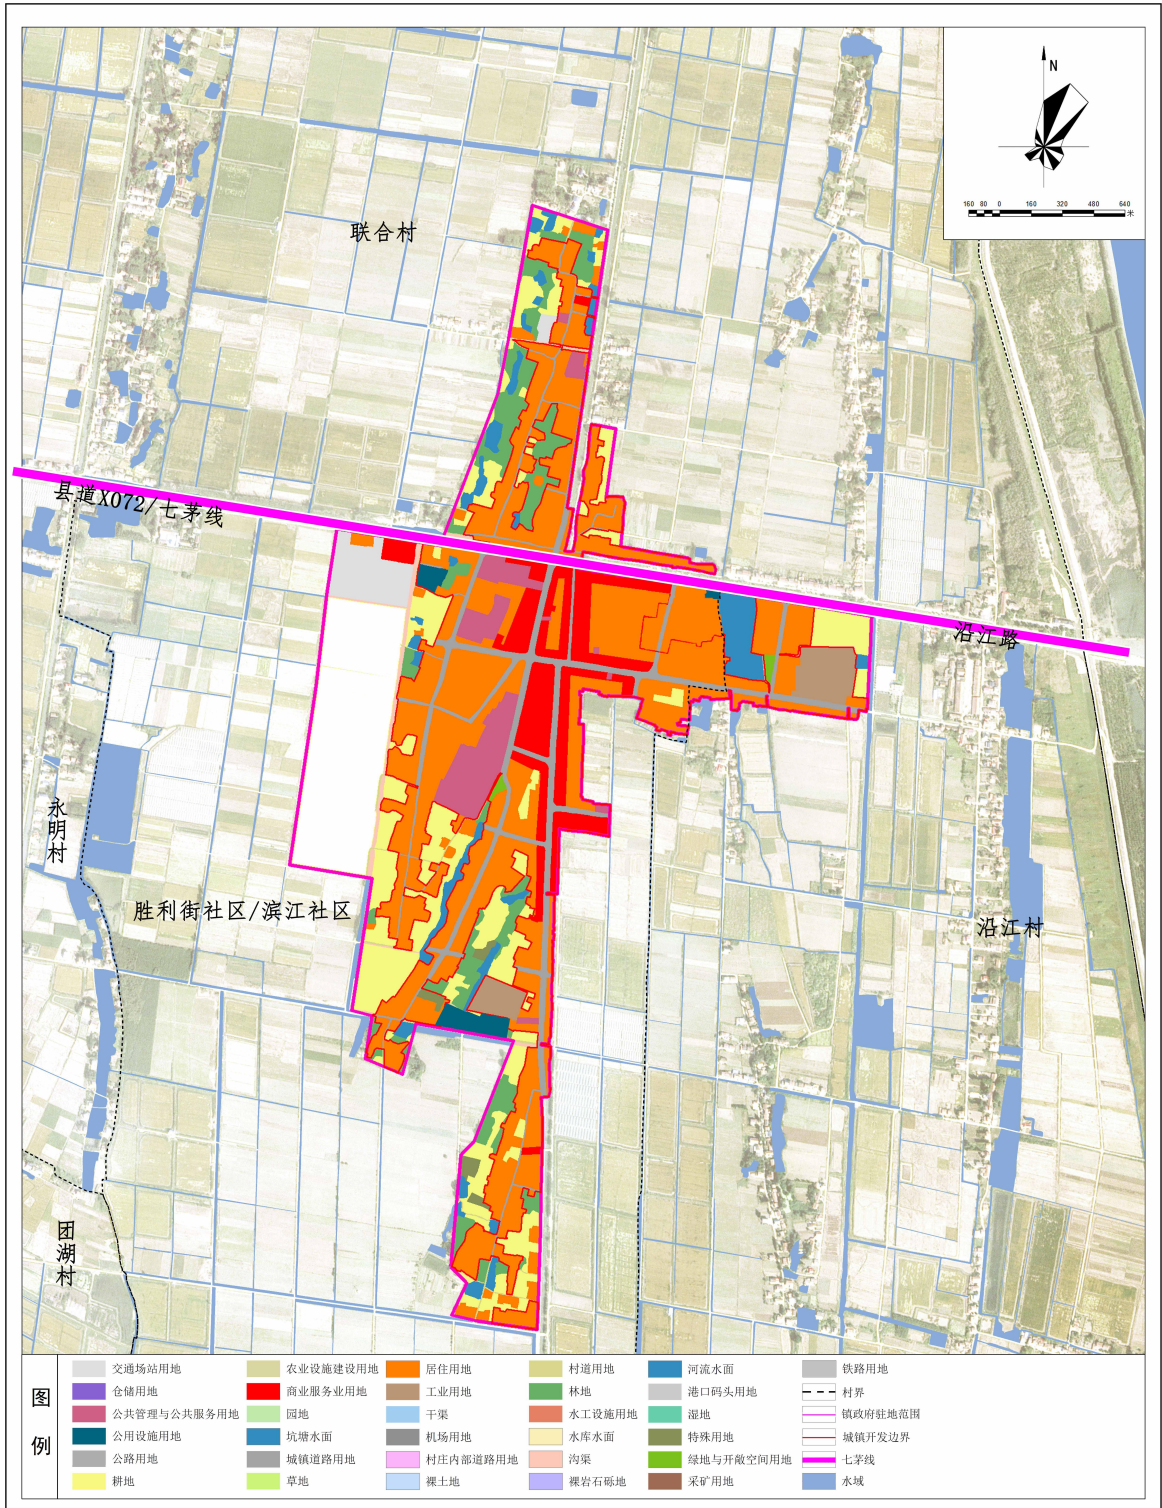 N
160 80 0 160 320 480 640
米
联合村
县道X072/七茅线
沿江路
永明村
胜利街社区/滨江社区
沿江村
团湖村
图例
交通场站用地 农业设施建设用地 居住用地 村道用地 河流水面 铁路用地
仓储用地 商业服务业用地 工业用地 林地 港口码头用地 村界
公共管理与公共服务用地 园地 干渠 水工设施用地 湿地 镇政府驻地范围
公用设施用地 坑塘水面 机场用地 水库水面 特殊用地 城镇开发边界
公路用地 城镇道路用地 村庄内部道路用地 沟渠 绿地与开敞空间用地 七茅线
耕地 草地 裸土地 裸岩石砾地 采矿用地 水域